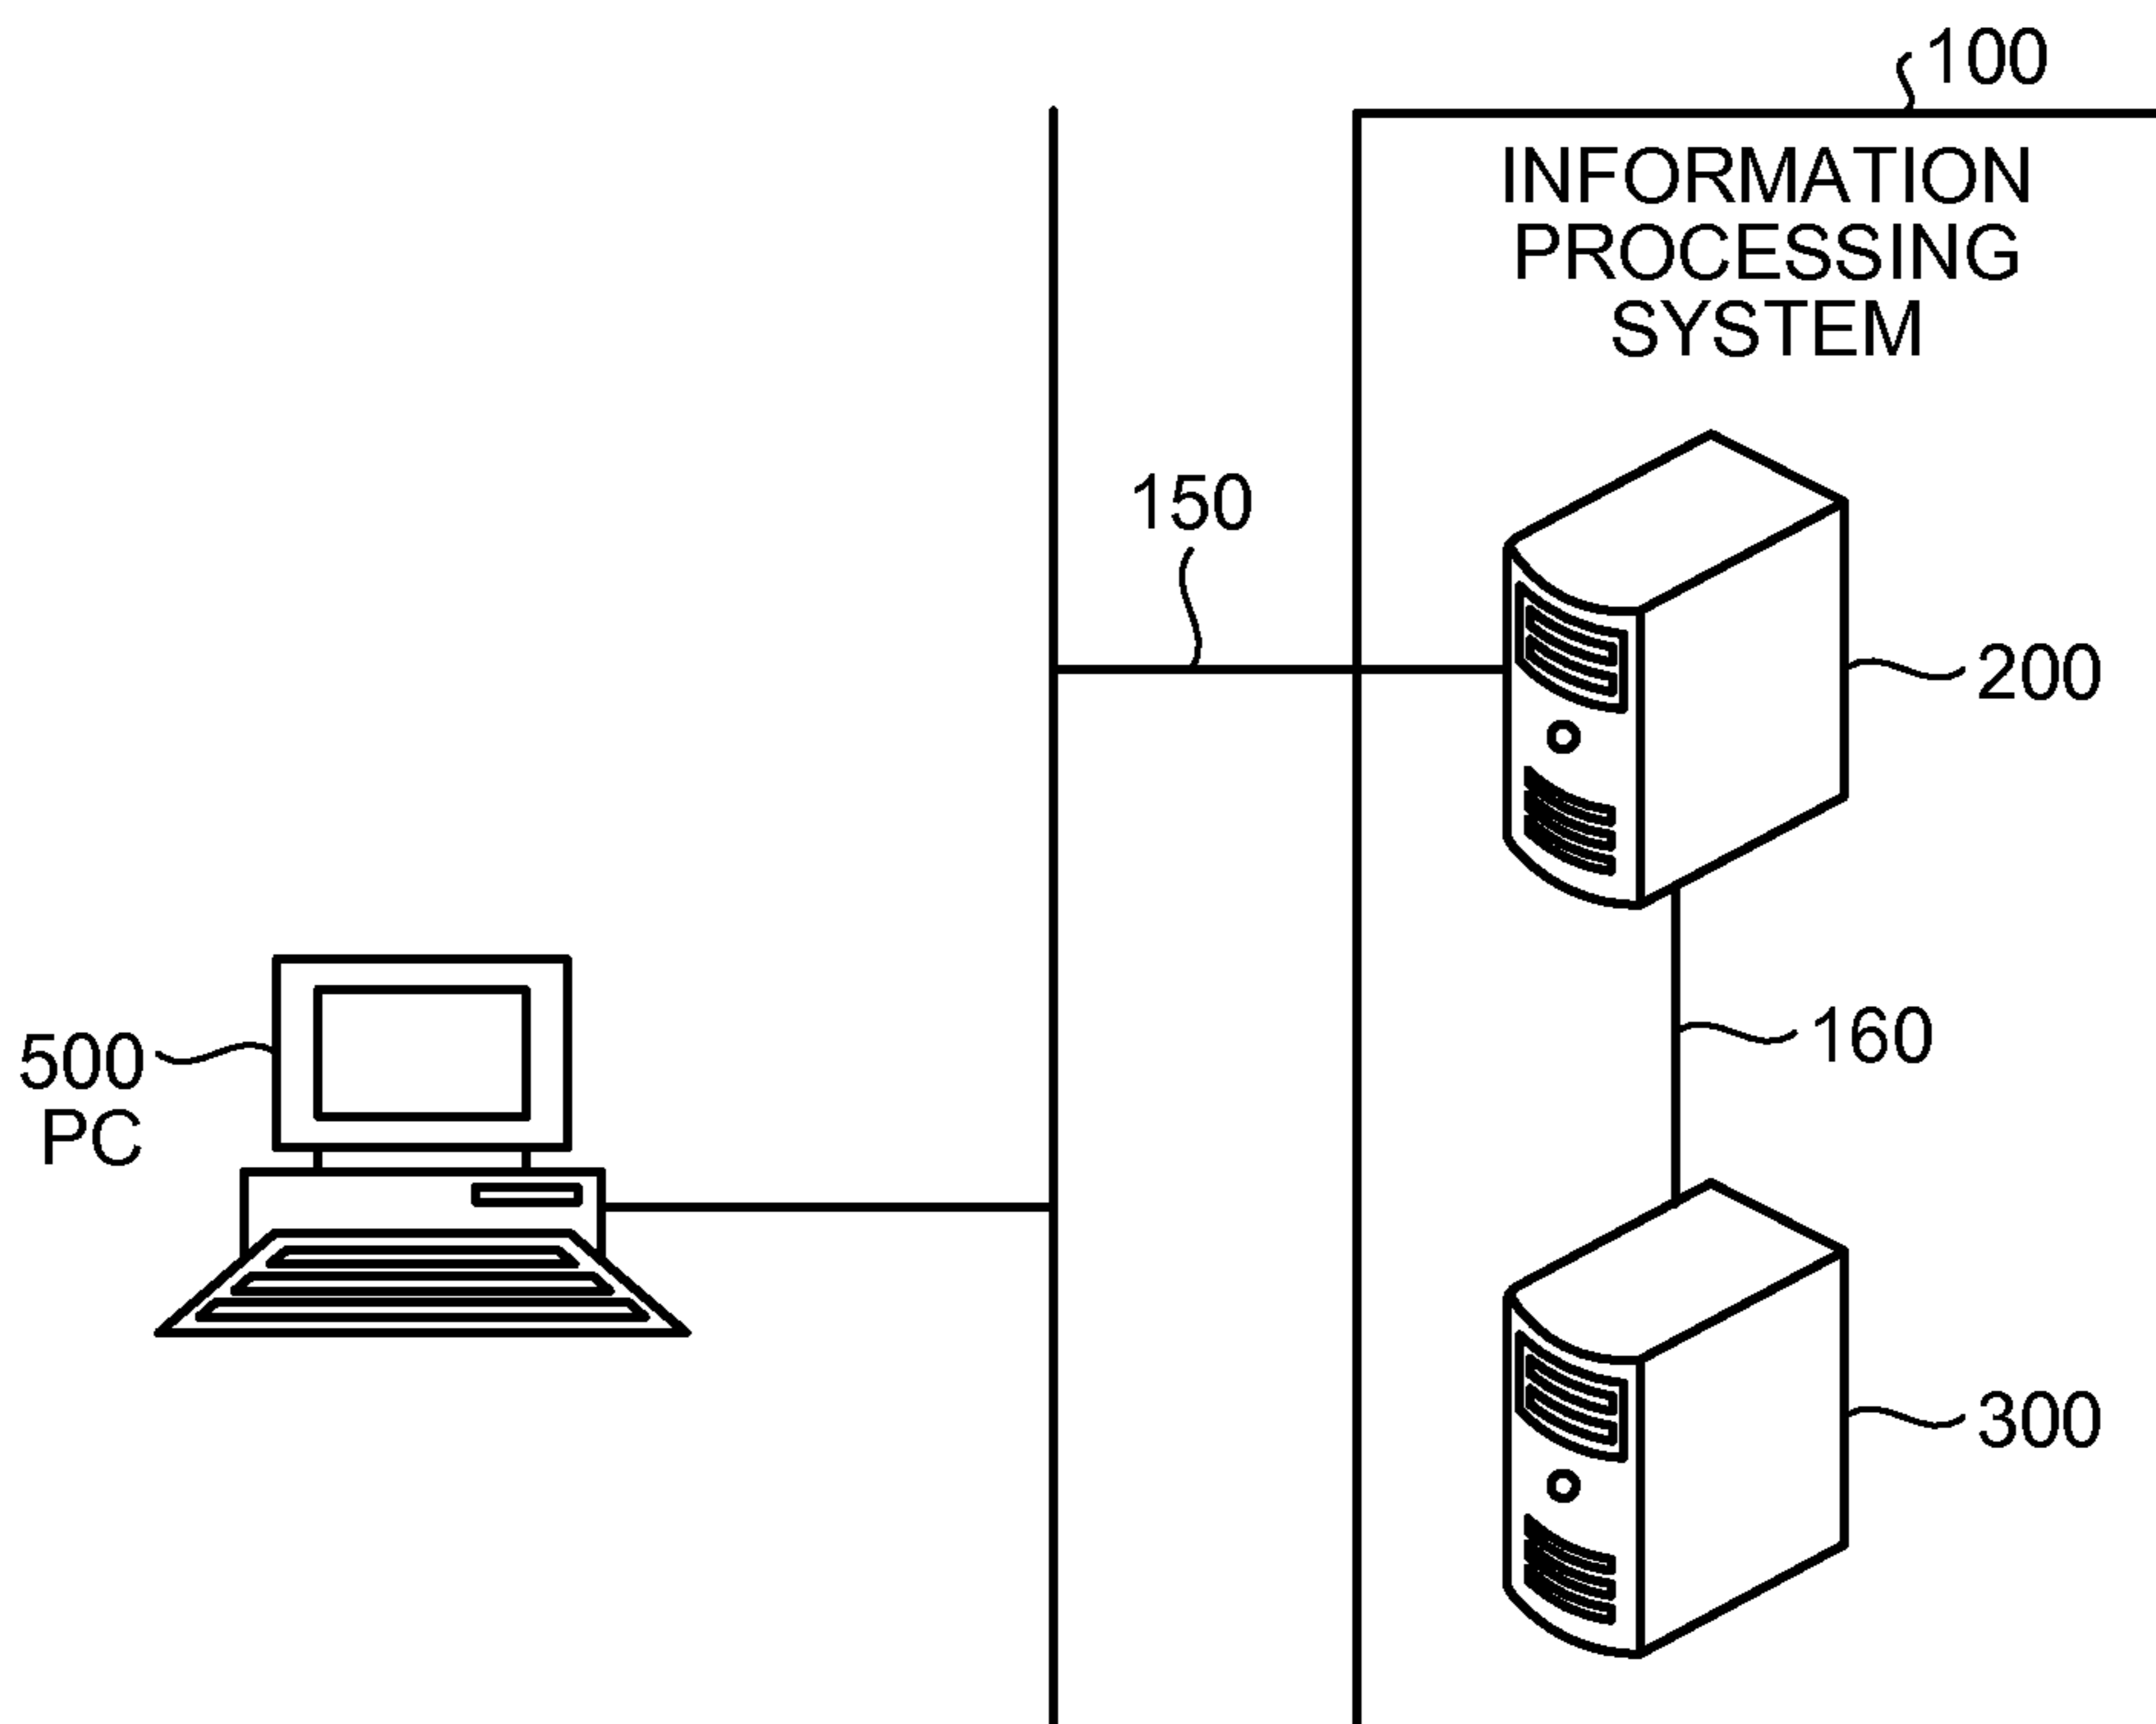 100
INFORMATION
PROCESSING
SYSTEM
150
200
500
PC
160
300